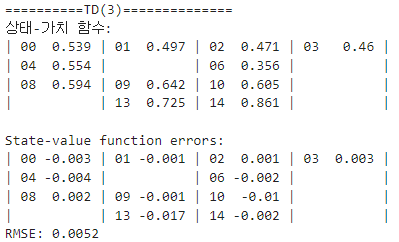 ==========TD(3)==============
상태-가치 함수:
| 00  0.539 | 01  0.497 | 02  0.471 | 03   0.46 |
| 04  0.554 |           | 06  0.356 |           |
| 08  0.594 | 09  0.642 | 10  0.605 |           |
|           | 13  0.725 | 14  0.861 |           |
State-value function errors:
| 00 -0.003 | 01 -0.001 | 02  0.001 | 03  0.003 |
| 04 -0.004 |           | 06 -0.002 |           |
| 08  0.002 | 09 -0.001 | 10  -0.01 |           |
|           | 13 -0.017 | 14 -0.002 |           |
RMSE: 0.0052